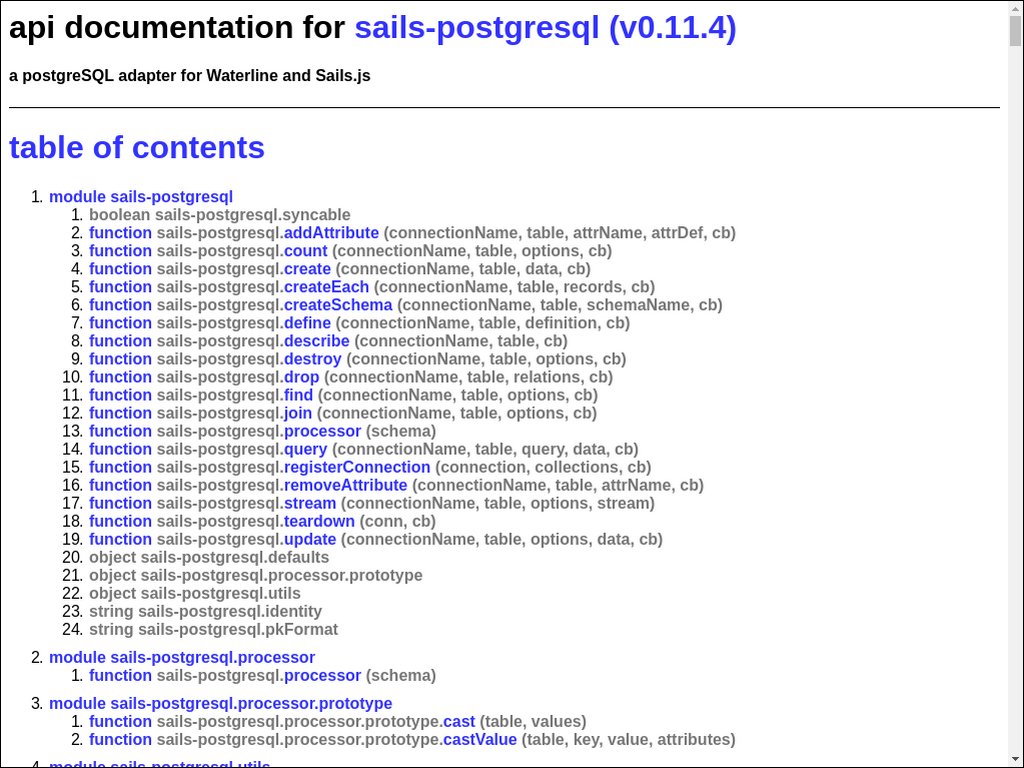 api documentation for sails-postgresql (v0.11.4)
a postgreSQL adapter for Waterline and Sails.js
table of contents
1. module sails-postgresql
1. boolean sails-postgresql.syncable
2. function sails-postgresql.addAttribute (connectionName, table, attrName, attrDef, cb)
3. function sails-postgresql.count (connectionName, table, options, cb)
4. function sails-postgresql.create (connectionName, table, data, cb)
5. function sails-postgresql.createEach (connectionName, table, records, cb)
6. function sails-postgresql.createSchema (connectionName, table, schemaName, cb)
7. function sails-postgresql.define (connectionName, table, definition, cb)
8. function sails-postgresql.describe (connectionName, table, cb)
9. function sails-postgresql.destroy (connectionName, table, options, cb)
10. function sails-postgresql.drop (connectionName, table, relations, cb)
11. function sails-postgresql.find (connectionName, table, options, cb)
12. function sails-postgresql.join (connectionName, table, options, cb)
13. function sails-postgresql.processor (schema)
14. function sails-postgresql.query (connectionName, table, query, data, cb)
15. function sails-postgresql.registerConnection (connection, collections, cb)
16. function sails-postgresql.removeAttribute (connectionName, table, attrName, cb)
17. function sails-postgresql.stream (connectionName, table, options, stream)
18. function sails-postgresql.teardown (conn, cb)
19. function sails-postgresql.update (connectionName, table, options, data, cb)
20. object sails-postgresql.defaults
21. object sails-postgresql.processor.prototype
22. object sails-postgresql.utils
23. string sails-postgresql.identity
24. string sails-postgresql.pkFormat
2. module sails-postgresql.processor
1. function sails-postgresql.processor (schema)
3. module sails-postgresql.processor.prototype
1. function sails-postgresql.processor.prototype.cast (table, values)
2. function sails-postgresql.processor.prototype.castValue (table, key, value, attributes)
4. module sails-postgresql.utils